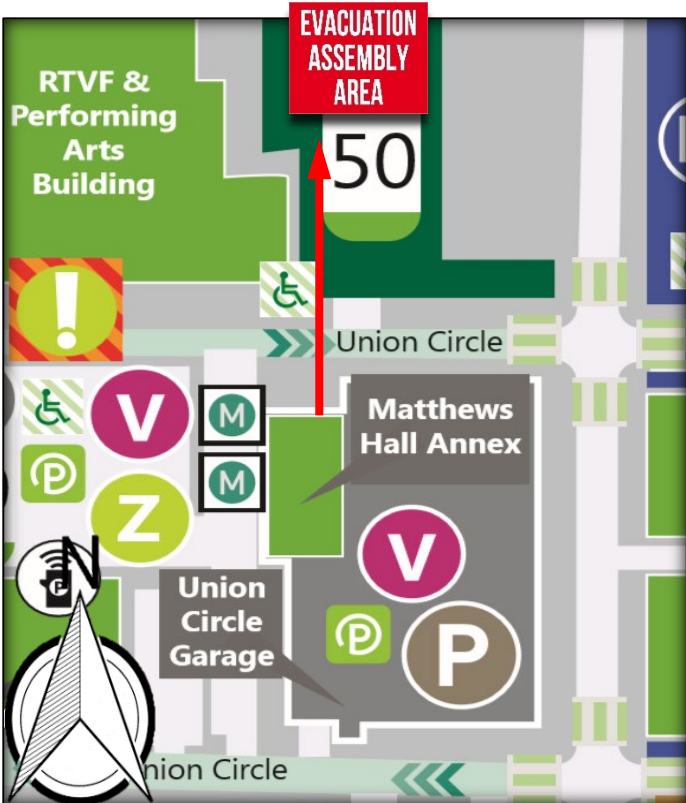 EVACUATION
ASSEMBLY
AREA
RTVF &
Performing
Arts
Building
50
!
Union Circle
V
M
Matthews
Hall Annex
P
M
Z
V
N
P
Union
Circle
Garage
P
P
nion Circle